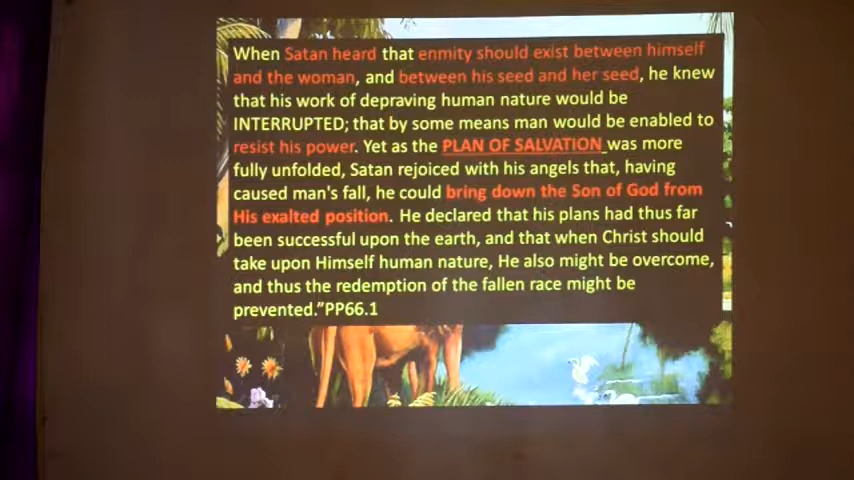 When Satan heard that enmity should exist between himself
and the woman, and between his seed and her seed, he knew
that his work of depraving human nature would be
INTERRUPTED; that by some means man would be enabled to
resist his power. Yet as the PLAN OF SALVATION was more
fully unfolded, Satan rejoiced with his angels that, having
caused man's fall, he could bring down the Son of God from
His exalted position. He declared that his plans had thus far
been successful upon the earth, and that when Christ should
take upon Himself human nature, He also might be overcome,
and thus the redemption of the fallen race might be
prevented.”PP66.1